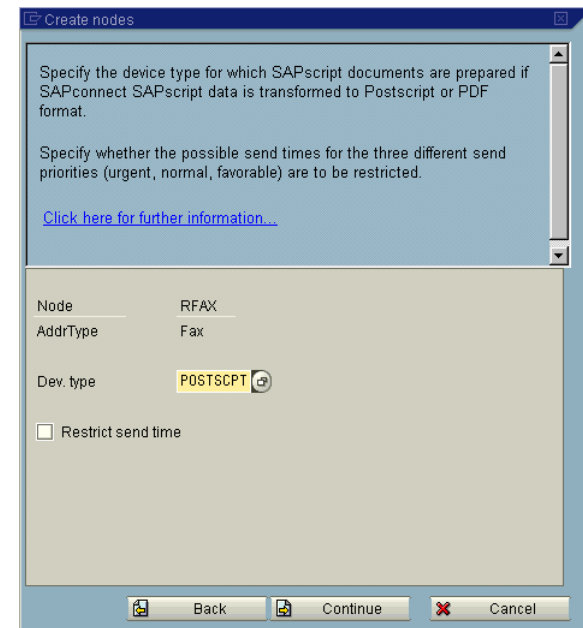 Create nodes
Specify the device type for which SAPscript documents are prepared if
SAPconnect SAPscript data is transformed to Postscript or PDF
format.
Specify whether the possible send times for the three different send
priorities (urgent, normal, favorable) are to be restricted.
Click here for further information...
Node RFAX
AddrType Fax
Dev. type POSTSCPT
Restrict send time
Back Continue Cancel